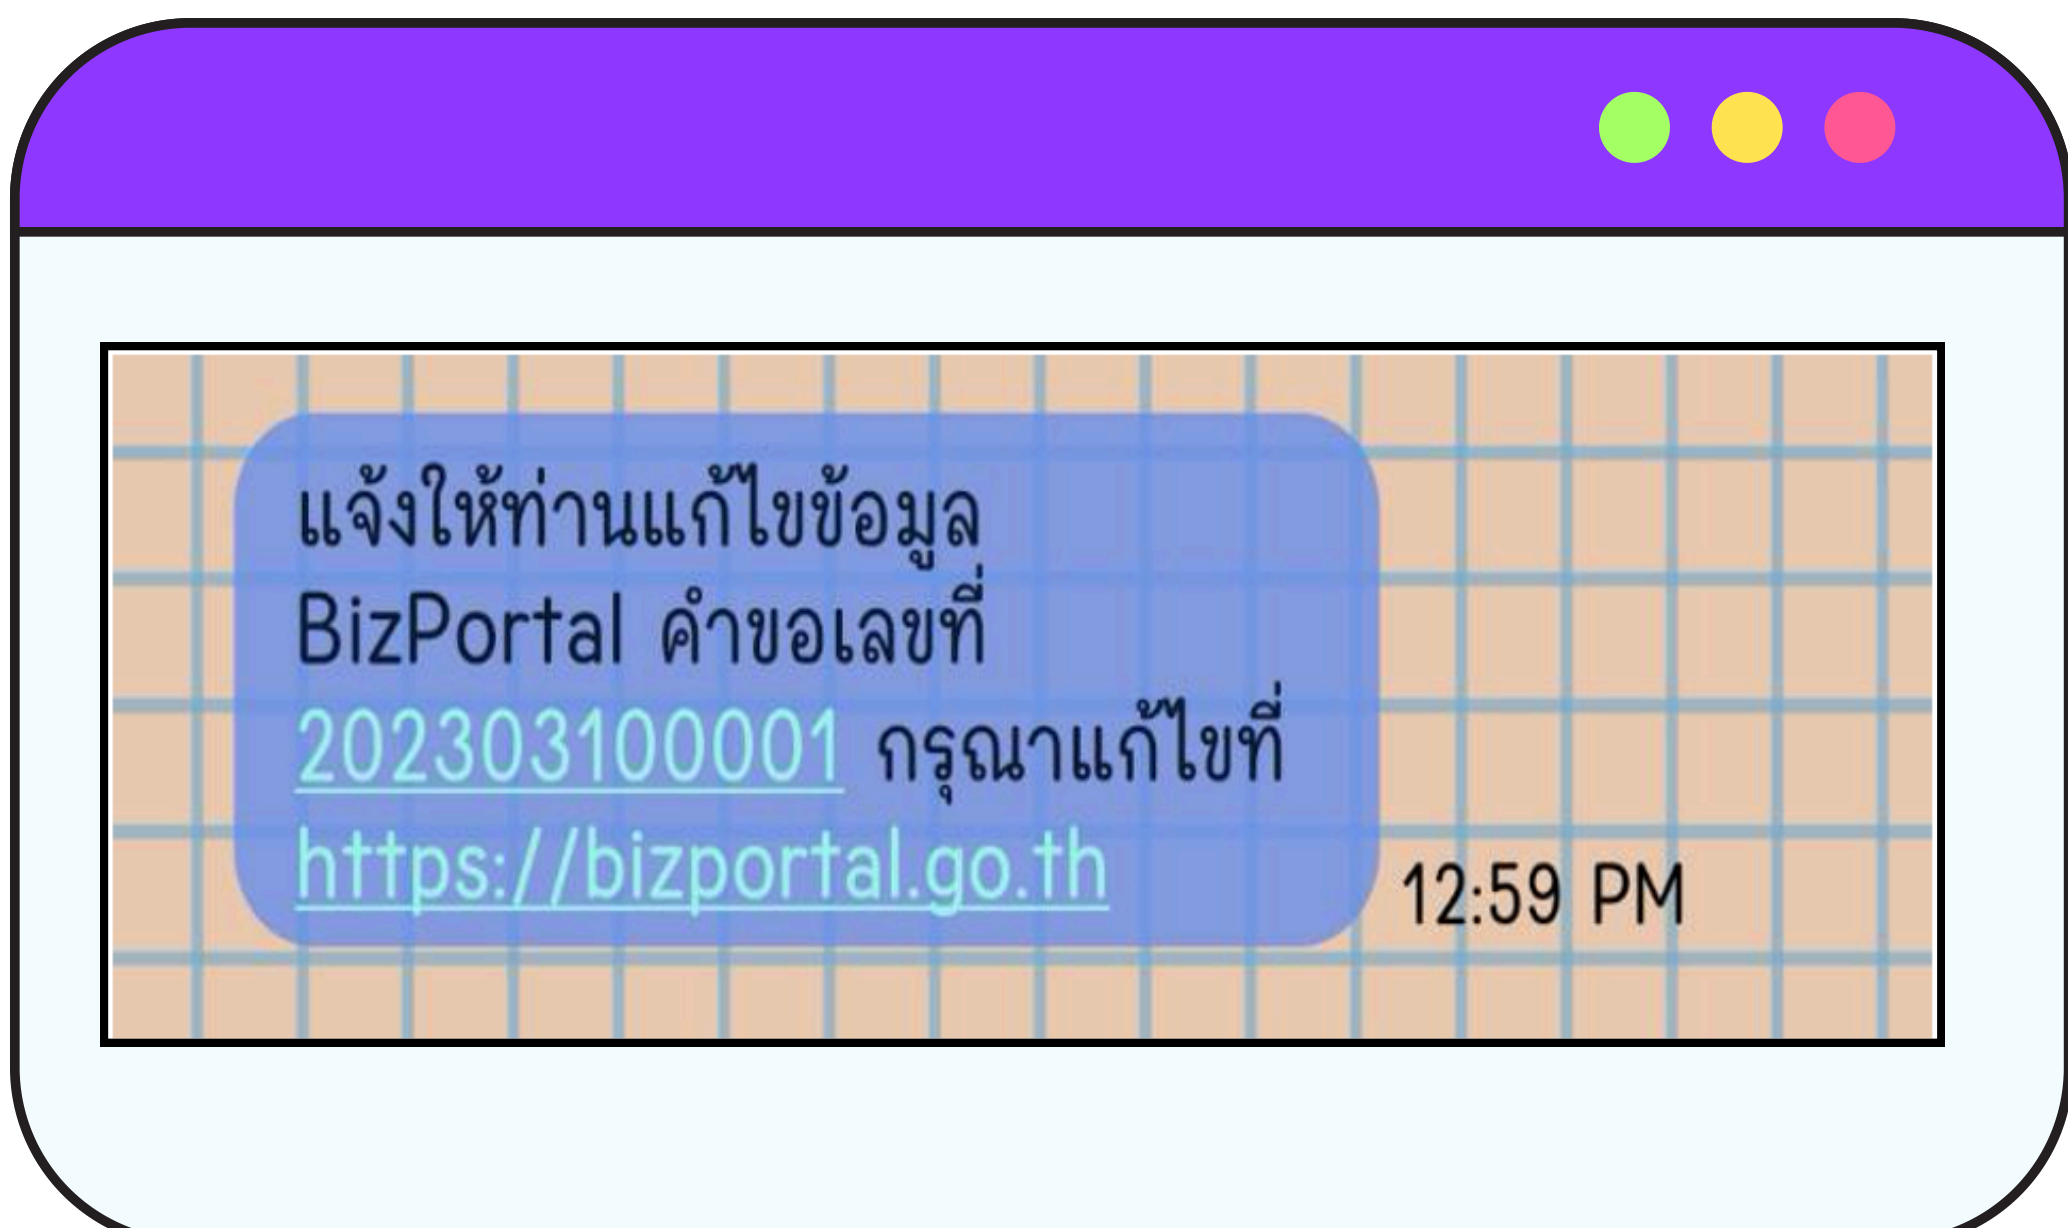 แจ้งให้ท่านแก้ไขข้อมูล
BizPortal คำขอเลขที่
202303100001 กรุณาแก้ไขที่
https://bizportal.go.th
12:59 PM